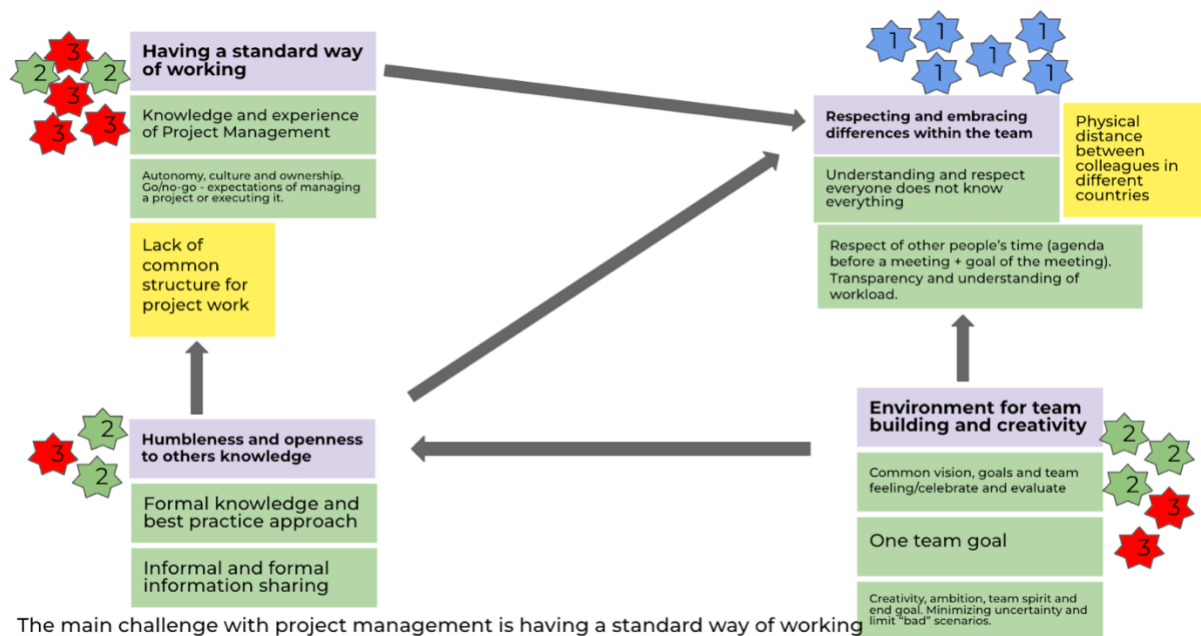 3
2
2
3
3
3
Having a standard way
of working
Knowledge and experience
of Project Management
Autonomy, culture and ownership.
Go/no-go - expectations of managing
a project or executing it.
Lack of
common
structure for
project work
1
1
1
1
1
1
Respecting and embracing
differences within the team
Understanding and respect
everyone does not know
everything
Respect of other people's time (agenda
before a meeting + goal of the meeting).
Transparency and understanding of
workload.
Physical
distance
between
colleagues in
different
countries
2
3
2
Humbleness and openness
to others knowledge
Formal knowledge and
best practice approach
Informal and formal
information sharing
Environment for team
building and creativity
Common vision, goals and team
feeling/celebrate and evaluate
One team goal
Creativity, ambition, team spirit and
end goal. Minimizing uncertainty and
limit "bad" scenarios.
2
2
2
3
3
The main challenge with project management is having a standard way of working